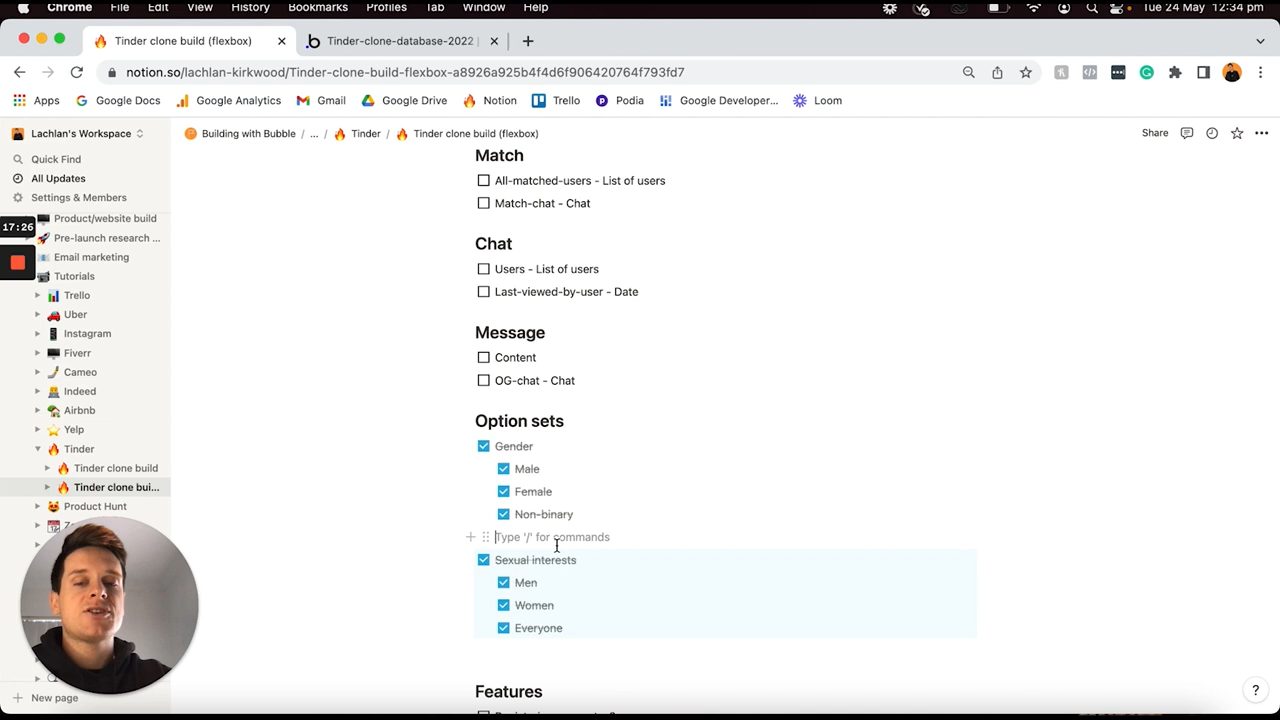 Chrome File Edit View History Bookmarks Profiles Tab Window Help Tue 24 May 12:34 pm
Tinder clone build (flexbox) Tinder-clone-database-2022 |
notion.so/lachlan-kirkwood/Tinder-clone-build-flexbox-a8926a925b4f4d6f906420764f793fd7
Apps Google Docs Google Analytics Gmail Google Drive Notion Trello Podia Google Developer... Loom
Lachlan's Workspace
Building with Bubble / ... / Tinder / Tinder clone build (flexbox)
Share
Quick Find
All Updates
Settings & Members
Product/website build
17:26
Pre-launch research ...
Email marketing
Tutorials
Trello
Uber
Instagram
Fiverr
Cameo
Indeed
Airbnb
Yelp
Tinder
Tinder clone build
Tinder clone bui...
Product Hunt
New page
Match
All-matched-users - List of users
Match-chat - Chat
Chat
Users - List of users
Last-viewed-by-user - Date
Message
Content
OG-chat - Chat
Option sets
Gender
Male
Female
Non-binary
Type '/' for commands
Sexual interests
Men
Women
Everyone
Features
?